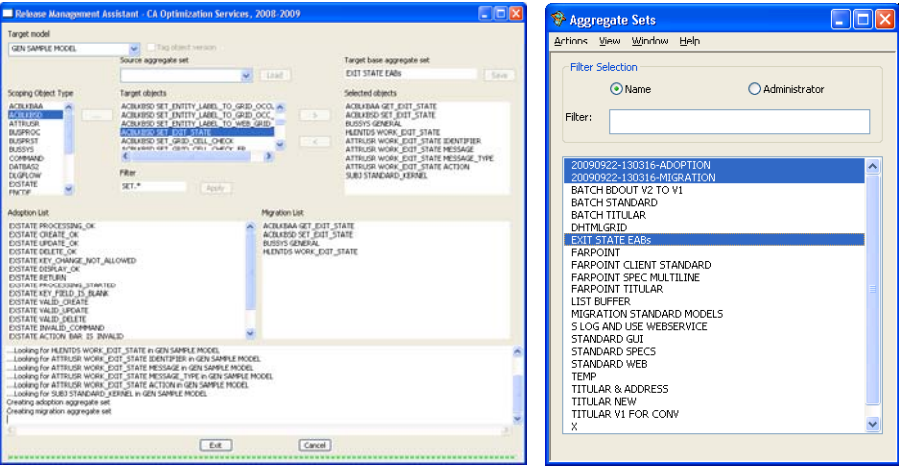 Release Management Assistant - CA Optimization Services, 2008-2009
Target model
GEN SAMPLE MODEL
Tag object version
Source aggregate set
Target base aggregate set
Load
EXIT STATE EABs
Save
Scoping Object Type
Target objects
Selected objects
ACBLKBAA
ACBLKBSD
ATTRUSR
BUSPROC
BUSPRST
BUSSYS
COMMAND
DATBAS2
DLGFLOW
EXSTATE
ENCDP
...
ACBLKBSD SET_ENTITY_LABEL_TO_GRID_OCC
ACBLKBSD SET_ENTITY_LABEL_TO_GRID_OCC_
ACBLKBSD SET_ENTITY_LABEL_TO_WEB_GRID
ACBLKBSD SET_EXIT_STATE
ACBLKBSD SET_GRID_CELL_CHECK
ACBLKBSD SET_GRID_CELL_CHECK_FR
>
<
ACBLKBAA GET_EXIT_STATE
ACBLKBSD SET_EXIT_STATE
BUSSYS GENERAL
HLENTDS WORK_EXIT_STATE
ATTRUSR WORK_EXIT_STATE IDENTIFIER
ATTRUSR WORK_EXIT_STATE MESSAGE
ATTRUSR WORK_EXIT_STATE MESSAGE_TYPE
ATTRUSR WORK_EXIT_STATE ACTION
SUBJ STANDARD_KERNEL
Filter
SET.*
Apply
Adoption List
Migration List
EXSTATE PROCESSING_OK
EXSTATE CREATE_OK
EXSTATE UPDATE_OK
EXSTATE DELETE_OK
EXSTATE KEY_CHANGE_NOT_ALLOWED
EXSTATE DISPLAY_OK
EXSTATE RETURN
EXSTATE PROCESSING_STARTED
EXSTATE KEY_FIELD_IS_BLANK
EXSTATE VALID_CREATE
EXSTATE VALID_UPDATE
EXSTATE VALID_DELETE
EXSTATE INVALID_COMMAND
EXSTATE ACTION_BAR_IS_INVALID
ACBLKBAA GET_EXIT_STATE
ACBLKBSD SET_EXIT_STATE
BUSSYS GENERAL
HLENTDS WORK_EXIT_STATE
...Looking for HLENTDS WORK_EXIT_STATE in GEN SAMPLE MODEL
...Looking for ATTRUSR WORK_EXIT_STATE IDENTIFIER in GEN SAMPLE MODEL
...Looking for ATTRUSR WORK_EXIT_STATE MESSAGE in GEN SAMPLE MODEL
...Looking for ATTRUSR WORK_EXIT_STATE MESSAGE_TYPE in GEN SAMPLE MODEL
...Looking for ATTRUSR WORK_EXIT_STATE ACTION in GEN SAMPLE MODEL
...Looking for SUBJ STANDARD_KERNEL in GEN SAMPLE MODEL
Creating adoption aggregate set
Creating migration aggregate set
Exit
Cancel
Aggregate Sets
Actions View Window Help
Filter Selection
Name
Administrator
Filter:
20090922-130316-ADOPTION
20090922-130316-MIGRATION
BATCH BDOUT V2 TO V1
BATCH STANDARD
BATCH TITULAR
DHTMLGRID
EXIT STATE EABs
FARPOINT
FARPOINT CLIENT STANDARD
FARPOINT SPEC MULTILINE
FARPOINT TITULAR
LIST BUFFER
MIGRATION STANDARD MODELS
S LOG AND USE WEBSERVICE
STANDARD GUI
STANDARD SPECS
STANDARD WEB
TEMP
TITULAR & ADDRESS
TITULAR NEW
TITULAR V1 FOR CONV
X